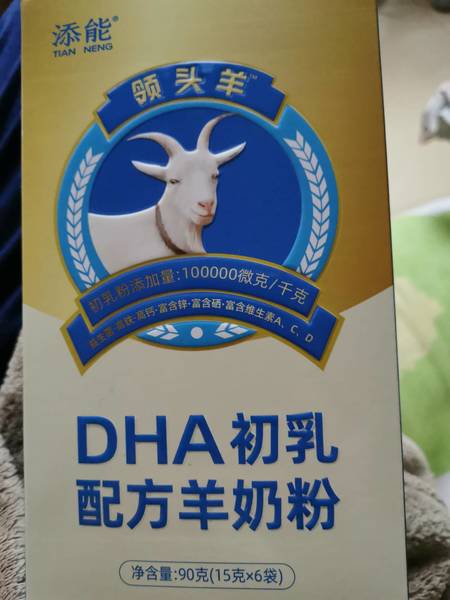 添能®
TIAN NENG
领头羊™
初乳粉添加量:100000微克/千克
益生菌·高铁·高钙·富含锌·富含硒·富含维生素A、C、D
DHA初乳
配方羊奶粉
净含量:90克(15克×6袋)